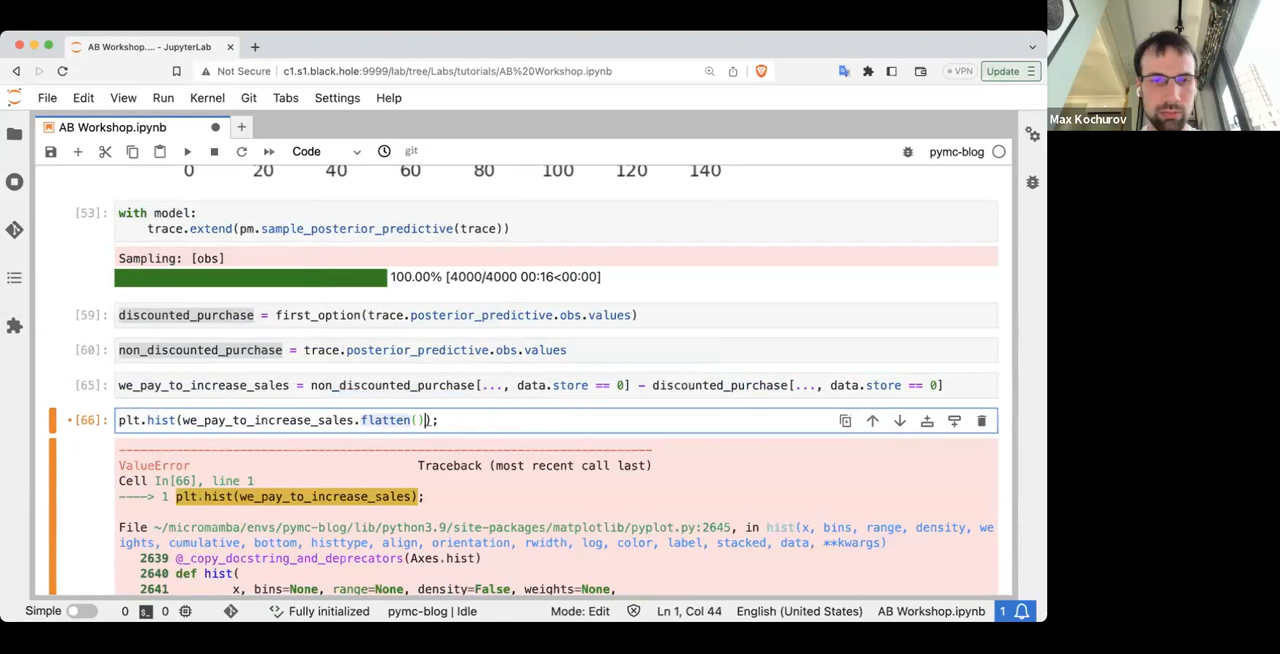 AB Workshop.... - JupyterLab
Not Secure
c1.s1.black.hole:9999/lab/tree/Labs/tutorials/AB%20Workshop.ipynb
VPN
Update
Max Kochurov
File Edit View Run Kernel Git Tabs Settings Help
AB Workshop.ipynb
Code
git
pymc-blog
0 20 40 60 80 100 120 140
[53]: with model:
trace.extend(pm.sample_posterior_predictive(trace))
Sampling: [obs]
100.00% [4000/4000 00:16<00:00]
[59]: discounted_purchase = first_option(trace.posterior_predictive.obs.values)
[60]: non_discounted_purchase = trace.posterior_predictive.obs.values
[65]: we_pay_to_increase_sales = non_discounted_purchase[..., data.store == 0] - discounted_purchase[..., data.store == 0]
[66]: plt.hist(we_pay_to_increase_sales.flatten());
---------------------------------------------------------------------------
ValueError Traceback (most recent call last)
Cell In[66], line 1
----> 1 plt.hist(we_pay_to_increase_sales);
File ~/micromamba/envs/pymc-blog/lib/python3.9/site-packages/matplotlib/pyplot.py:2645, in hist(x, bins, range, density, we
ights, cumulative, bottom, histtype, align, orientation, rwidth, log, color, label, stacked, data, **kwargs)
2639 @_copy_docstring_and_deprecators(Axes.hist)
2640 def hist(
2641 x, bins=None, range=None, density=False, weights=None,
Simple 0 0 Fully initialized pymc-blog | Idle Mode: Edit Ln 1, Col 44 English (United States) AB Workshop.ipynb 1